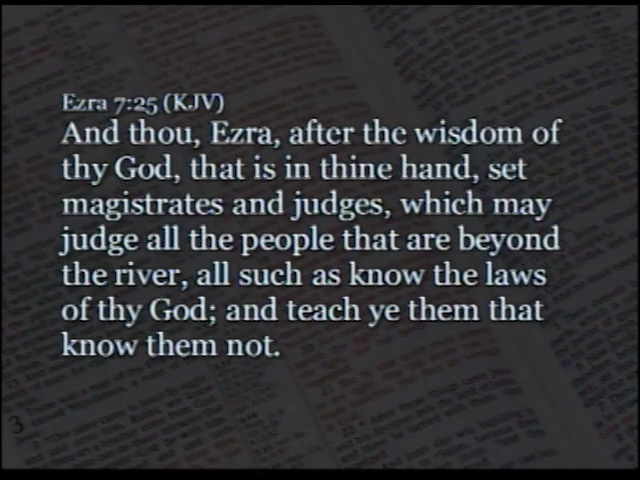 Ezra 7:25 (KJV)
And thou, Ezra, after the wisdom of
thy God, that is in thine hand, set
magistrates and judges, which may
judge all the people that are beyond
the river, all such as know the laws
of thy God; and teach ye them that
know them not.
3